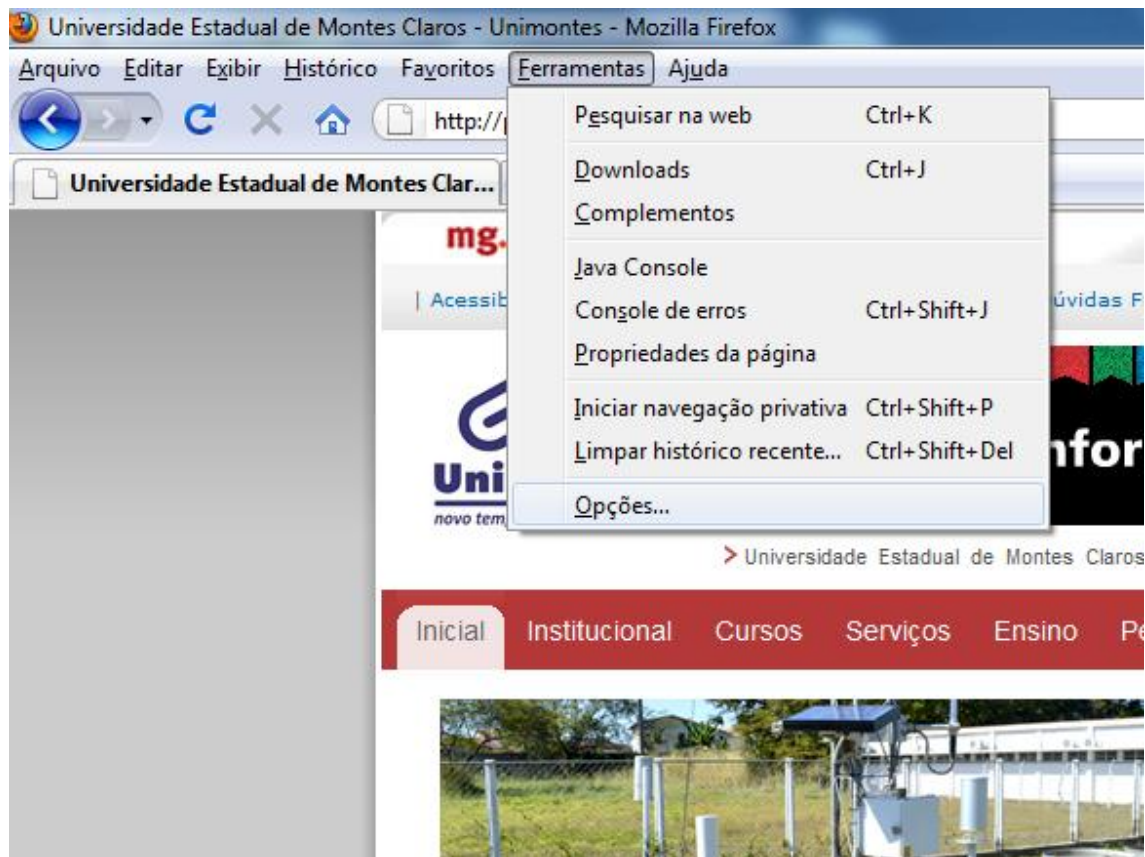 Universidade Estadual de Montes Claros - Unimontes - Mozilla Firefox
Arquivo Editar Exibir Histórico Favoritos Ferramentas Ajuda
http://
Universidade Estadual de Montes Clar...
Pesquisar na web Ctrl+K
Downloads Ctrl+J
Complementos
Java Console
Console de erros Ctrl+Shift+J
Propriedades da página
Iniciar navegação privativa Ctrl+Shift+P
Limpar histórico recente... Ctrl+Shift+Del
Opções...
mg.
| Acessib
úvidas F
nfor
Uni
novo tem
> Universidade Estadual de Montes Claros
Inicial Institucional Cursos Serviços Ensino Pe